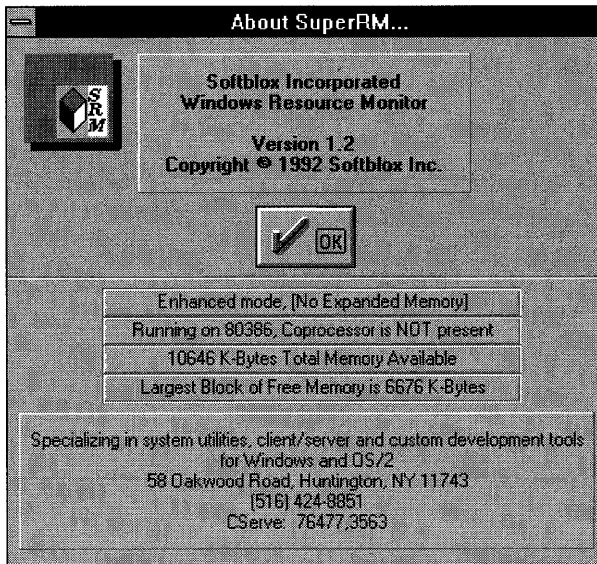 About SuperRM...
SRM
Softblox Incorporated
Windows Resource Monitor
Version 1.2
Copyright © 1992 Softblox Inc.
OK
Enhanced mode, [No Expanded Memory]
Running on 80386, Coprocessor is NOT present
10646 K-Bytes Total Memory Available
Largest Block of Free Memory is 6676 K-Bytes
Specializing in system utilities, client/server and custom development tools
for Windows and OS/2
58 Oakwood Road, Huntington, NY 11743
(516) 424-8851
CServe: 76477,3563